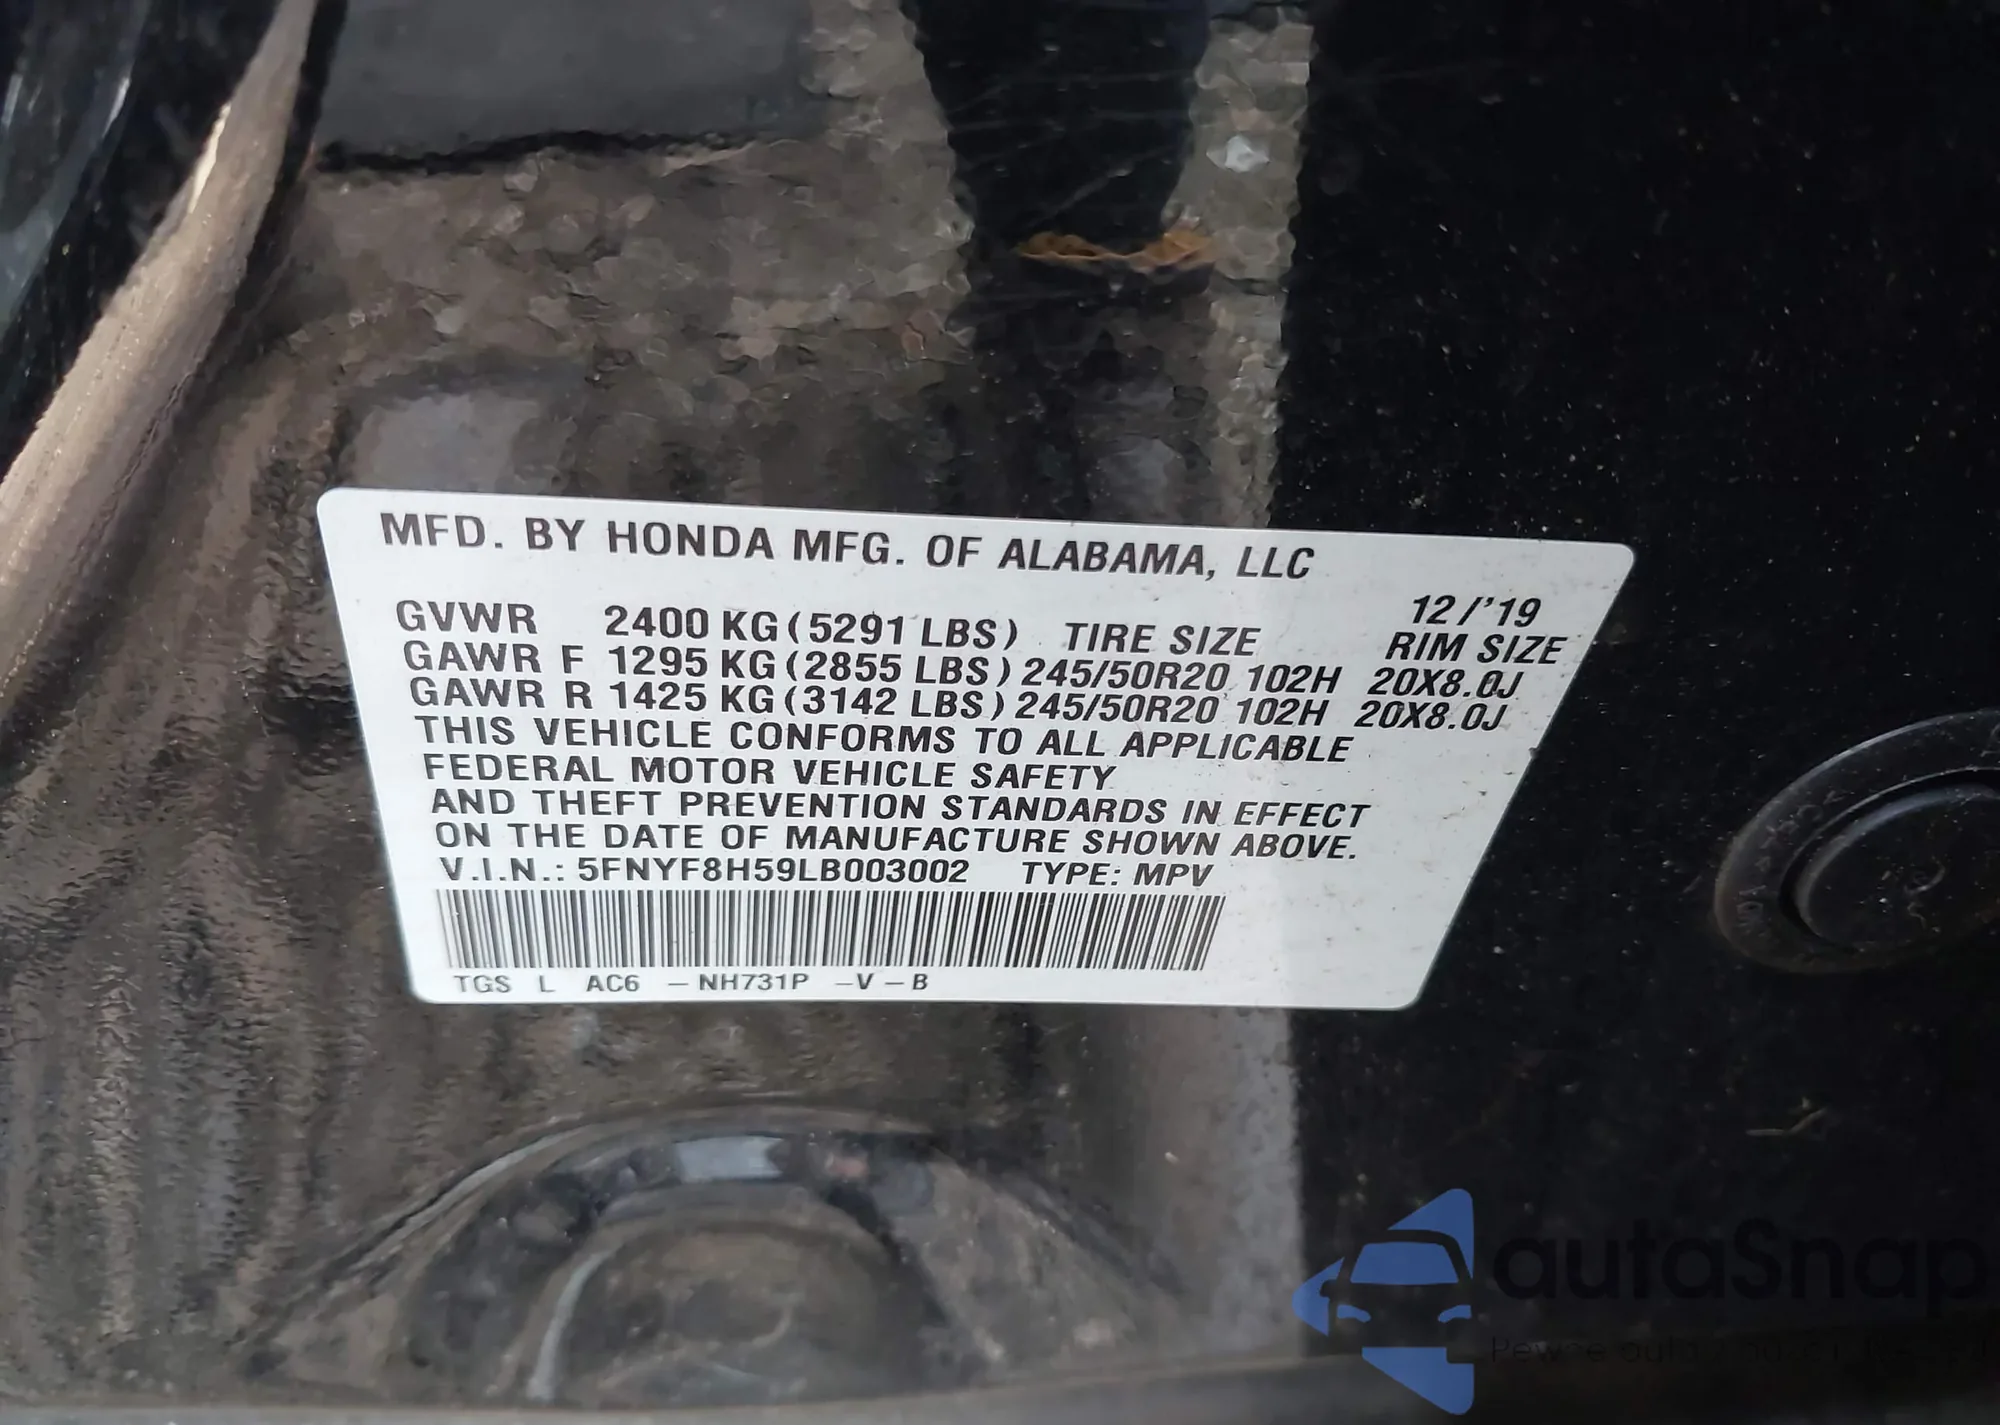 MFD. BY HONDA MFG. OF ALABAMA, LLC
12/'19
GVWR 2400 KG (5291 LBS) TIRE SIZE RIM SIZE
GAWR F 1295 KG (2855 LBS) 245/50R20 102H 20X8.0J
GAWR R 1425 KG (3142 LBS) 245/50R20 102H 20X8.0J
THIS VEHICLE CONFORMS TO ALL APPLICABLE
FEDERAL MOTOR VEHICLE SAFETY
AND THEFT PREVENTION STANDARDS IN EFFECT
ON THE DATE OF MANUFACTURE SHOWN ABOVE.
V.I.N.: 5FNYF8H59LB003002 TYPE: MPV
TGS L AC6 – NH731P – V – B
autaSnap